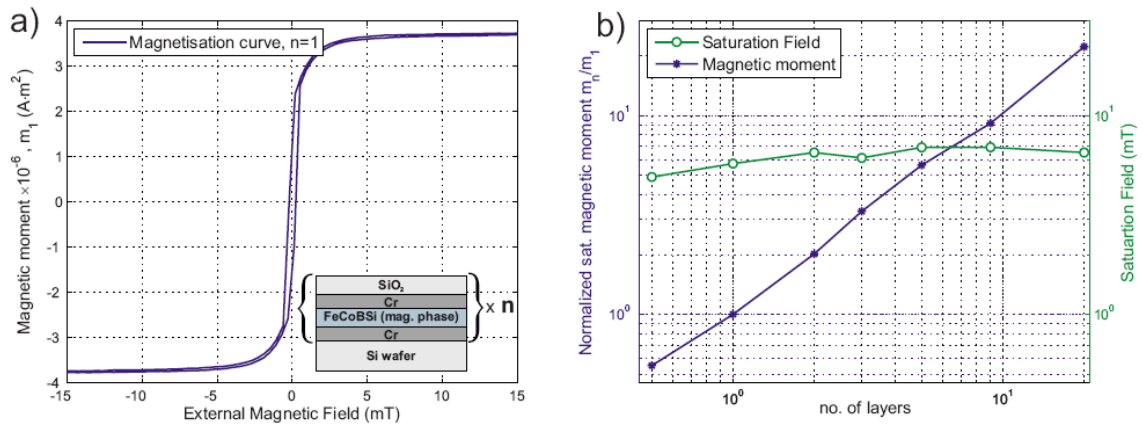 a)
Magnetisation curve, n=1
Magnetic moment ×10⁻⁶ , m₁ (A·m²)
4
3
2
1
0
-1
-2
-3
-4
-15
-10
-5
0
5
10
15
External Magnetic Field (mT)
SiO₂
Cr
FeCoBSi (mag. phase)
Cr
Si wafer
x n
b)
Saturation Field
Magnetic moment
Normalized sat. magnetic moment mₙ/m₁
10¹
10⁰
10⁰
10¹
no. of layers
10¹
10⁰
Satuartion Field (mT)